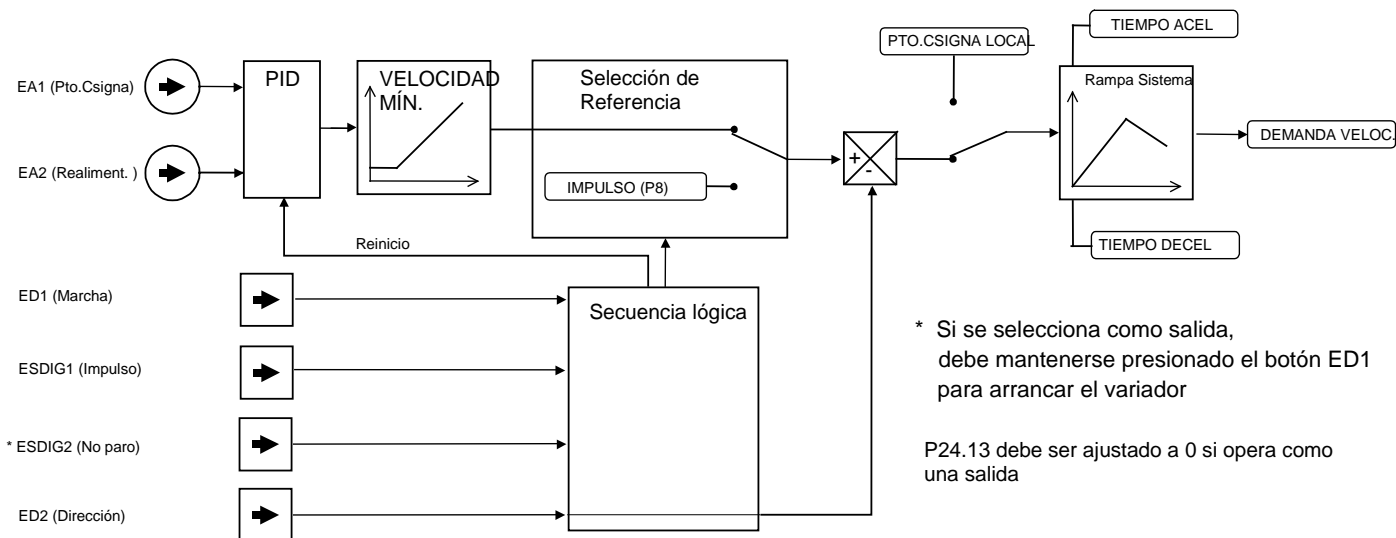 TIEMPO ACEL
PTO.CSIGNA LOCAL
EA1 (Pto.Csigna)
PID
VELOCIDAD
MÍN.
Selección de
Referencia
Rampa Sistema
+
-
DEMANDA VELOC.
EA2 (Realiment. )
IMPULSO (P8)
Reinicio
TIEMPO DECEL
ED1 (Marcha)
Secuencia lógica
* Si se selecciona como salida,
debe mantenerse presionado el botón ED1
para arrancar el variador
ESDIG1 (Impulso)
* ESDIG2 (No paro)
P24.13 debe ser ajustado a 0 si opera como
una salida
ED2 (Dirección)